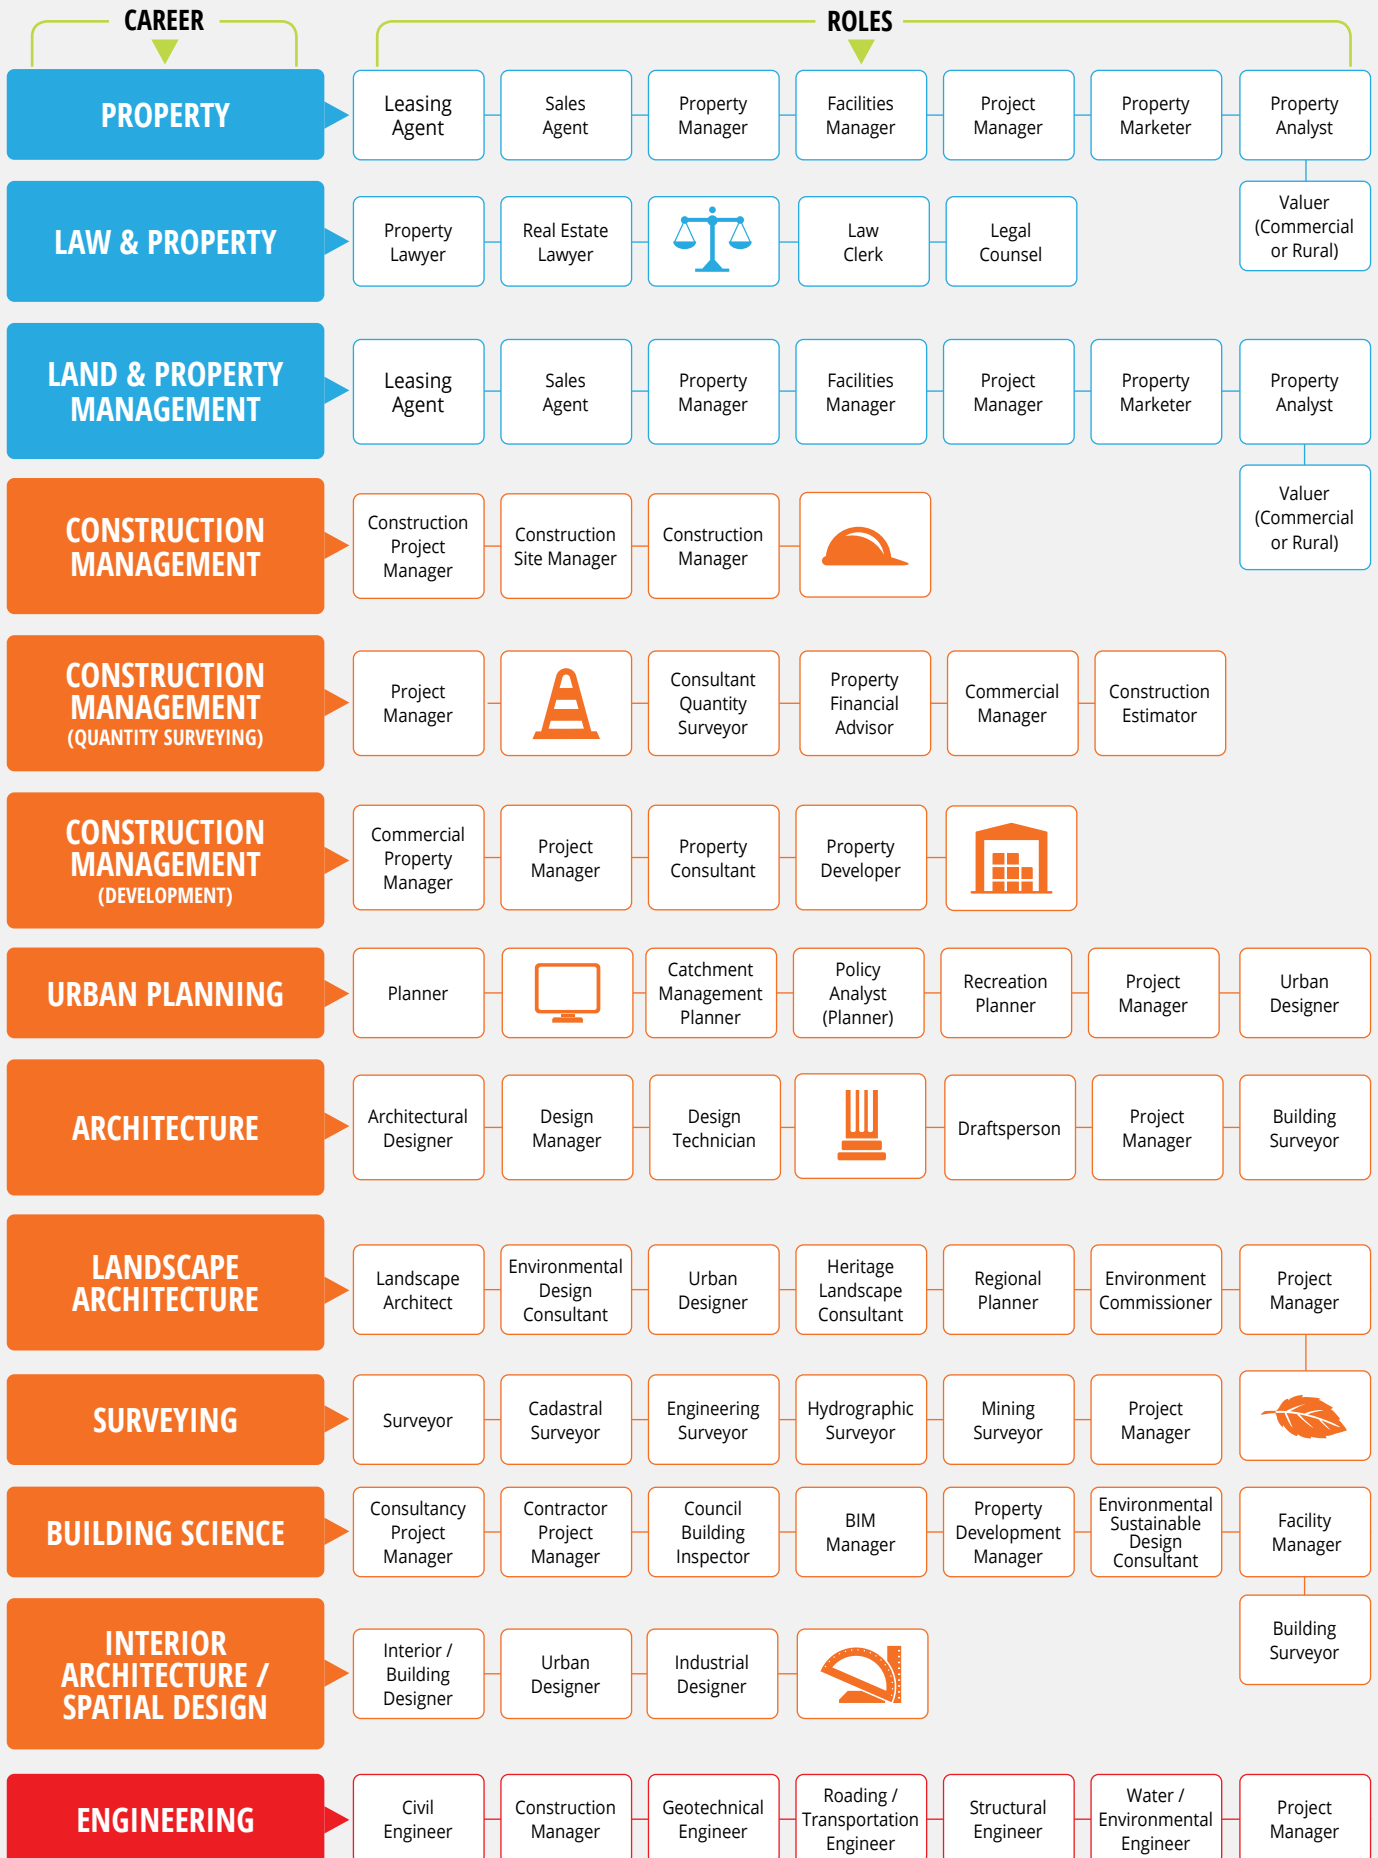 CAREER
ROLES
PROPERTY
Leasing
Agent
Sales
Agent
Property
Manager
Facilities
Manager
Project
Manager
Property
Marketer
Property
Analyst
Valuer
(Commercial
or Rural)
LAW & PROPERTY
Property
Lawyer
Real Estate
Lawyer
Law
Clerk
Legal
Counsel
LAND & PROPERTY
MANAGEMENT
Leasing
Agent
Sales
Agent
Property
Manager
Facilities
Manager
Project
Manager
Property
Marketer
Property
Analyst
Valuer
(Commercial
or Rural)
CONSTRUCTION
MANAGEMENT
Construction
Project
Manager
Construction
Site Manager
Construction
Manager
CONSTRUCTION
MANAGEMENT
(QUANTITY SURVEYING)
Project
Manager
Consultant
Quantity
Surveyor
Property
Financial
Advisor
Commercial
Manager
Construction
Estimator
CONSTRUCTION
MANAGEMENT
(DEVELOPMENT)
Commercial
Property
Manager
Project
Manager
Property
Consultant
Property
Developer
URBAN PLANNING
Planner
Catchment
Management
Planner
Policy
Analyst
(Planner)
Recreation
Planner
Project
Manager
Urban
Designer
ARCHITECTURE
Architectural
Designer
Design
Manager
Design
Technician
Draftsperson
Project
Manager
Building
Surveyor
LANDSCAPE
ARCHITECTURE
Landscape
Architect
Environmental
Design
Consultant
Urban
Designer
Heritage
Landscape
Consultant
Regional
Planner
Environment
Commissioner
Project
Manager
SURVEYING
Surveyor
Cadastral
Surveyor
Engineering
Surveyor
Hydrographic
Surveyor
Mining
Surveyor
Project
Manager
BUILDING SCIENCE
Consultancy
Project
Manager
Contractor
Project
Manager
Council
Building
Inspector
BIM
Manager
Property
Development
Manager
Environmental
Sustainable
Design
Consultant
Facility
Manager
Building
Surveyor
INTERIOR
ARCHITECTURE /
SPATIAL DESIGN
Interior /
Building
Designer
Urban
Designer
Industrial
Designer
ENGINEERING
Civil
Engineer
Construction
Manager
Geotechnical
Engineer
Roading /
Transportation
Engineer
Structural
Engineer
Water /
Environmental
Engineer
Project
Manager